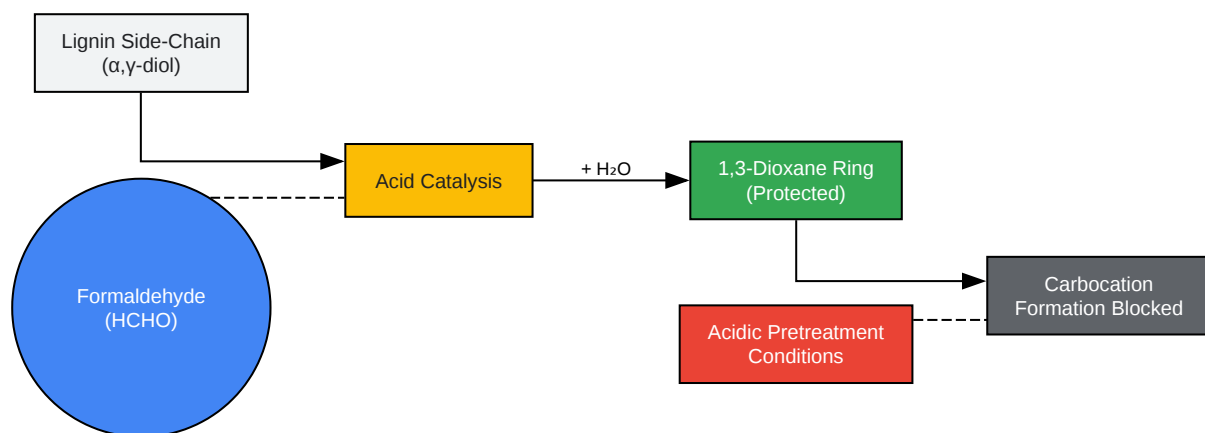 Lignin Side-Chain
(α,γ-diol)
Acid Catalysis
+ H₂O
1,3-Dioxane Ring
(Protected)
Formaldehyde
(HCHO)
Carbocation
Formation Blocked
Acidic Pretreatment
Conditions